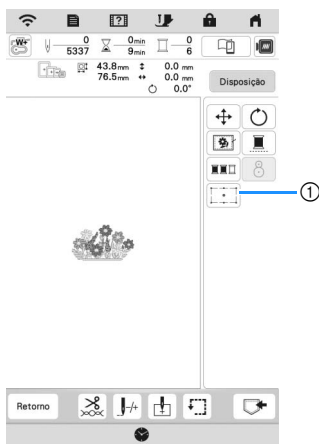 W+
0 0min 0
5337 9min 6
43.8mm 0.0 mm
76.5mm 0.0 mm
0.0°
Disposição
1
Retorno
-/+